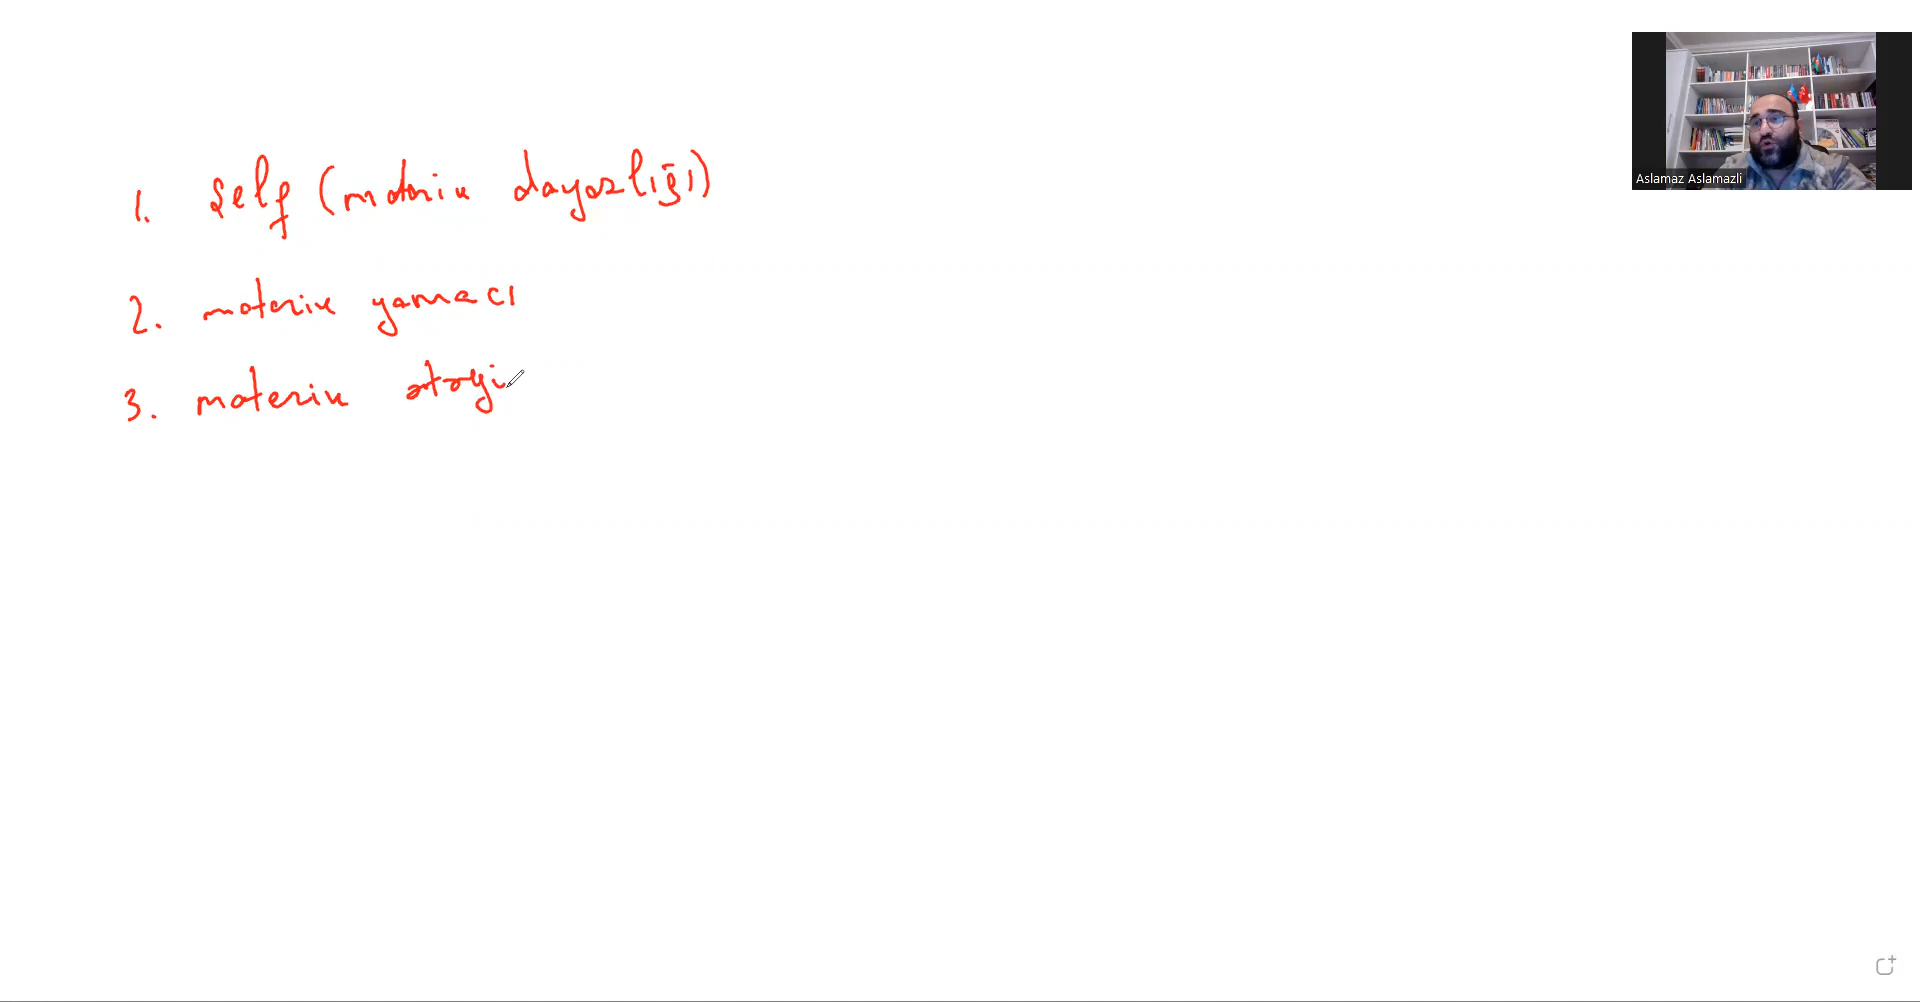 1. Şelf (materik dayazlığı)
2. materik yamacı
3. materik ətəyi
Aslamaz Aslamazli